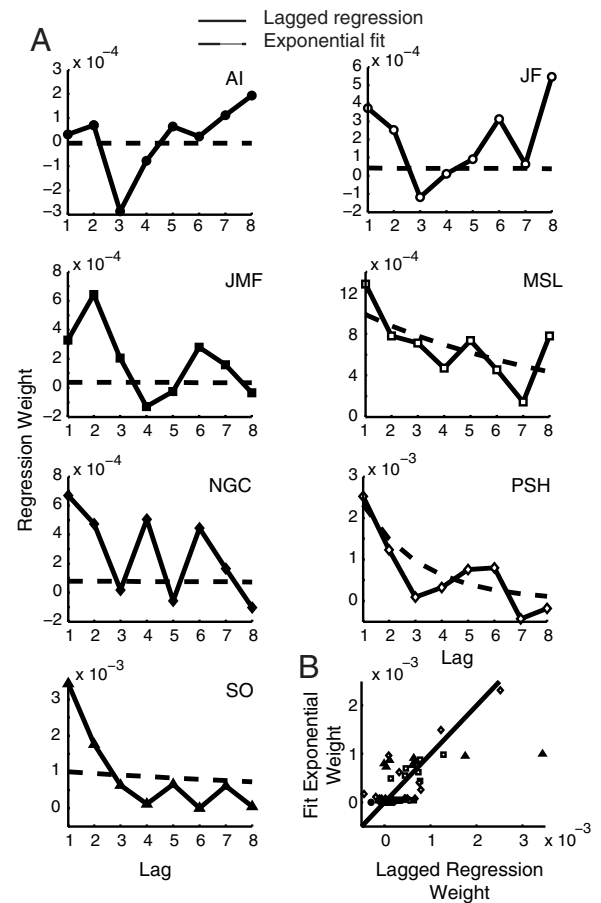 Lagged regression
Exponential fit
A
x 10⁻⁴
AI
3
2
1
0
−1
−2
−3
1 2 3 4 5 6 7 8
x 10⁻⁴
JF
6
5
4
3
2
1
0
−1
−2
1 2 3 4 5 6 7 8
x 10⁻⁴
JMF
8
6
4
2
0
−2
1 2 3 4 5 6 7 8
x 10⁻⁴
MSL
12
8
4
0
1 2 3 4 5 6 7 8
Regression Weight
x 10⁻⁴
NGC
8
6
4
2
0
−2
1 2 3 4 5 6 7 8
x 10⁻³
PSH
3
2
1
0
1 2 3 4 5 6 7 8
Lag
x 10⁻³
SO
3
2
1
0
1 2 3 4 5 6 7 8
Lag
B
x 10⁻³
2
1
0
Fit Exponential
Weight
0 1 2 3 x 10⁻³
Lagged Regression
Weight